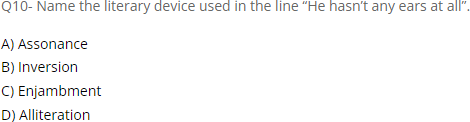 Q10- Name the literary device used in the line “He hasn’t any ears at all”.
A) Assonance
B) Inversion
C) Enjambment
D) Alliteration